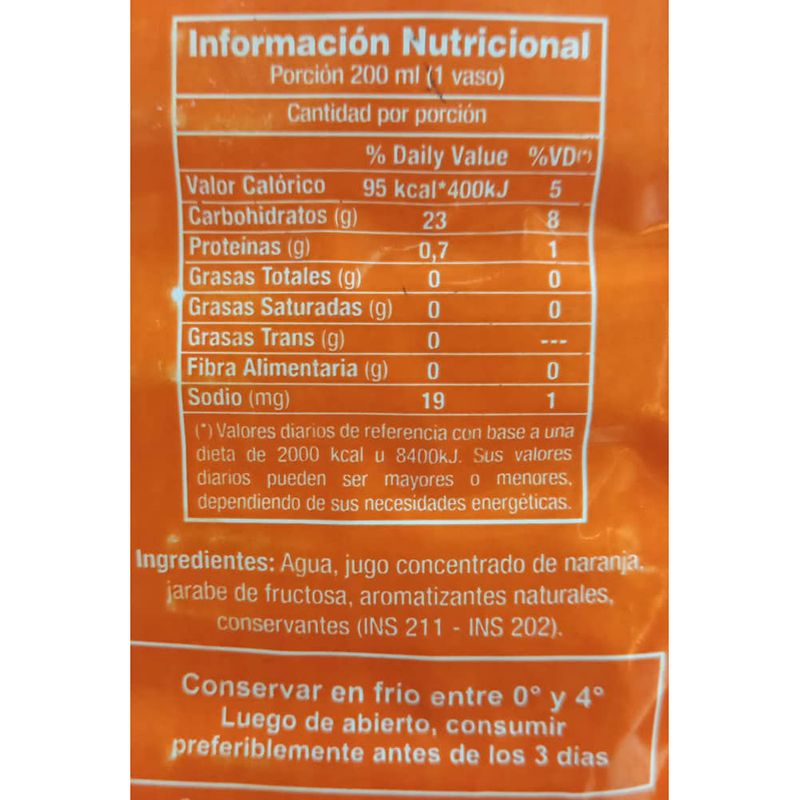 Información Nutricional
Porción 200 ml (1 vaso)
Cantidad por porción
% Daily Value %VD(*)
Valor Calórico 95 kcal*400kJ 5
Carbohidratos (g) 23 8
Proteínas (g) 0,7 1
Grasas Totales (g) 0 0
Grasas Saturadas (g) 0 0
Grasas Trans (g) 0 ---
Fibra Alimentaria (g) 0 0
Sodio (mg) 19 1
(*) Valores diarios de referencia con base a una
dieta de 2000 kcal u 8400kJ. Sus valores
diarios pueden ser mayores o menores,
dependiendo de sus necesidades energéticas.
Ingredientes: Agua, jugo concentrado de naranja,
jarabe de fructosa, aromatizantes naturales,
conservantes (INS 211 - INS 202).
Conservar en frio entre 0° y 4°
Luego de abierto, consumir
preferiblemente antes de los 3 dias